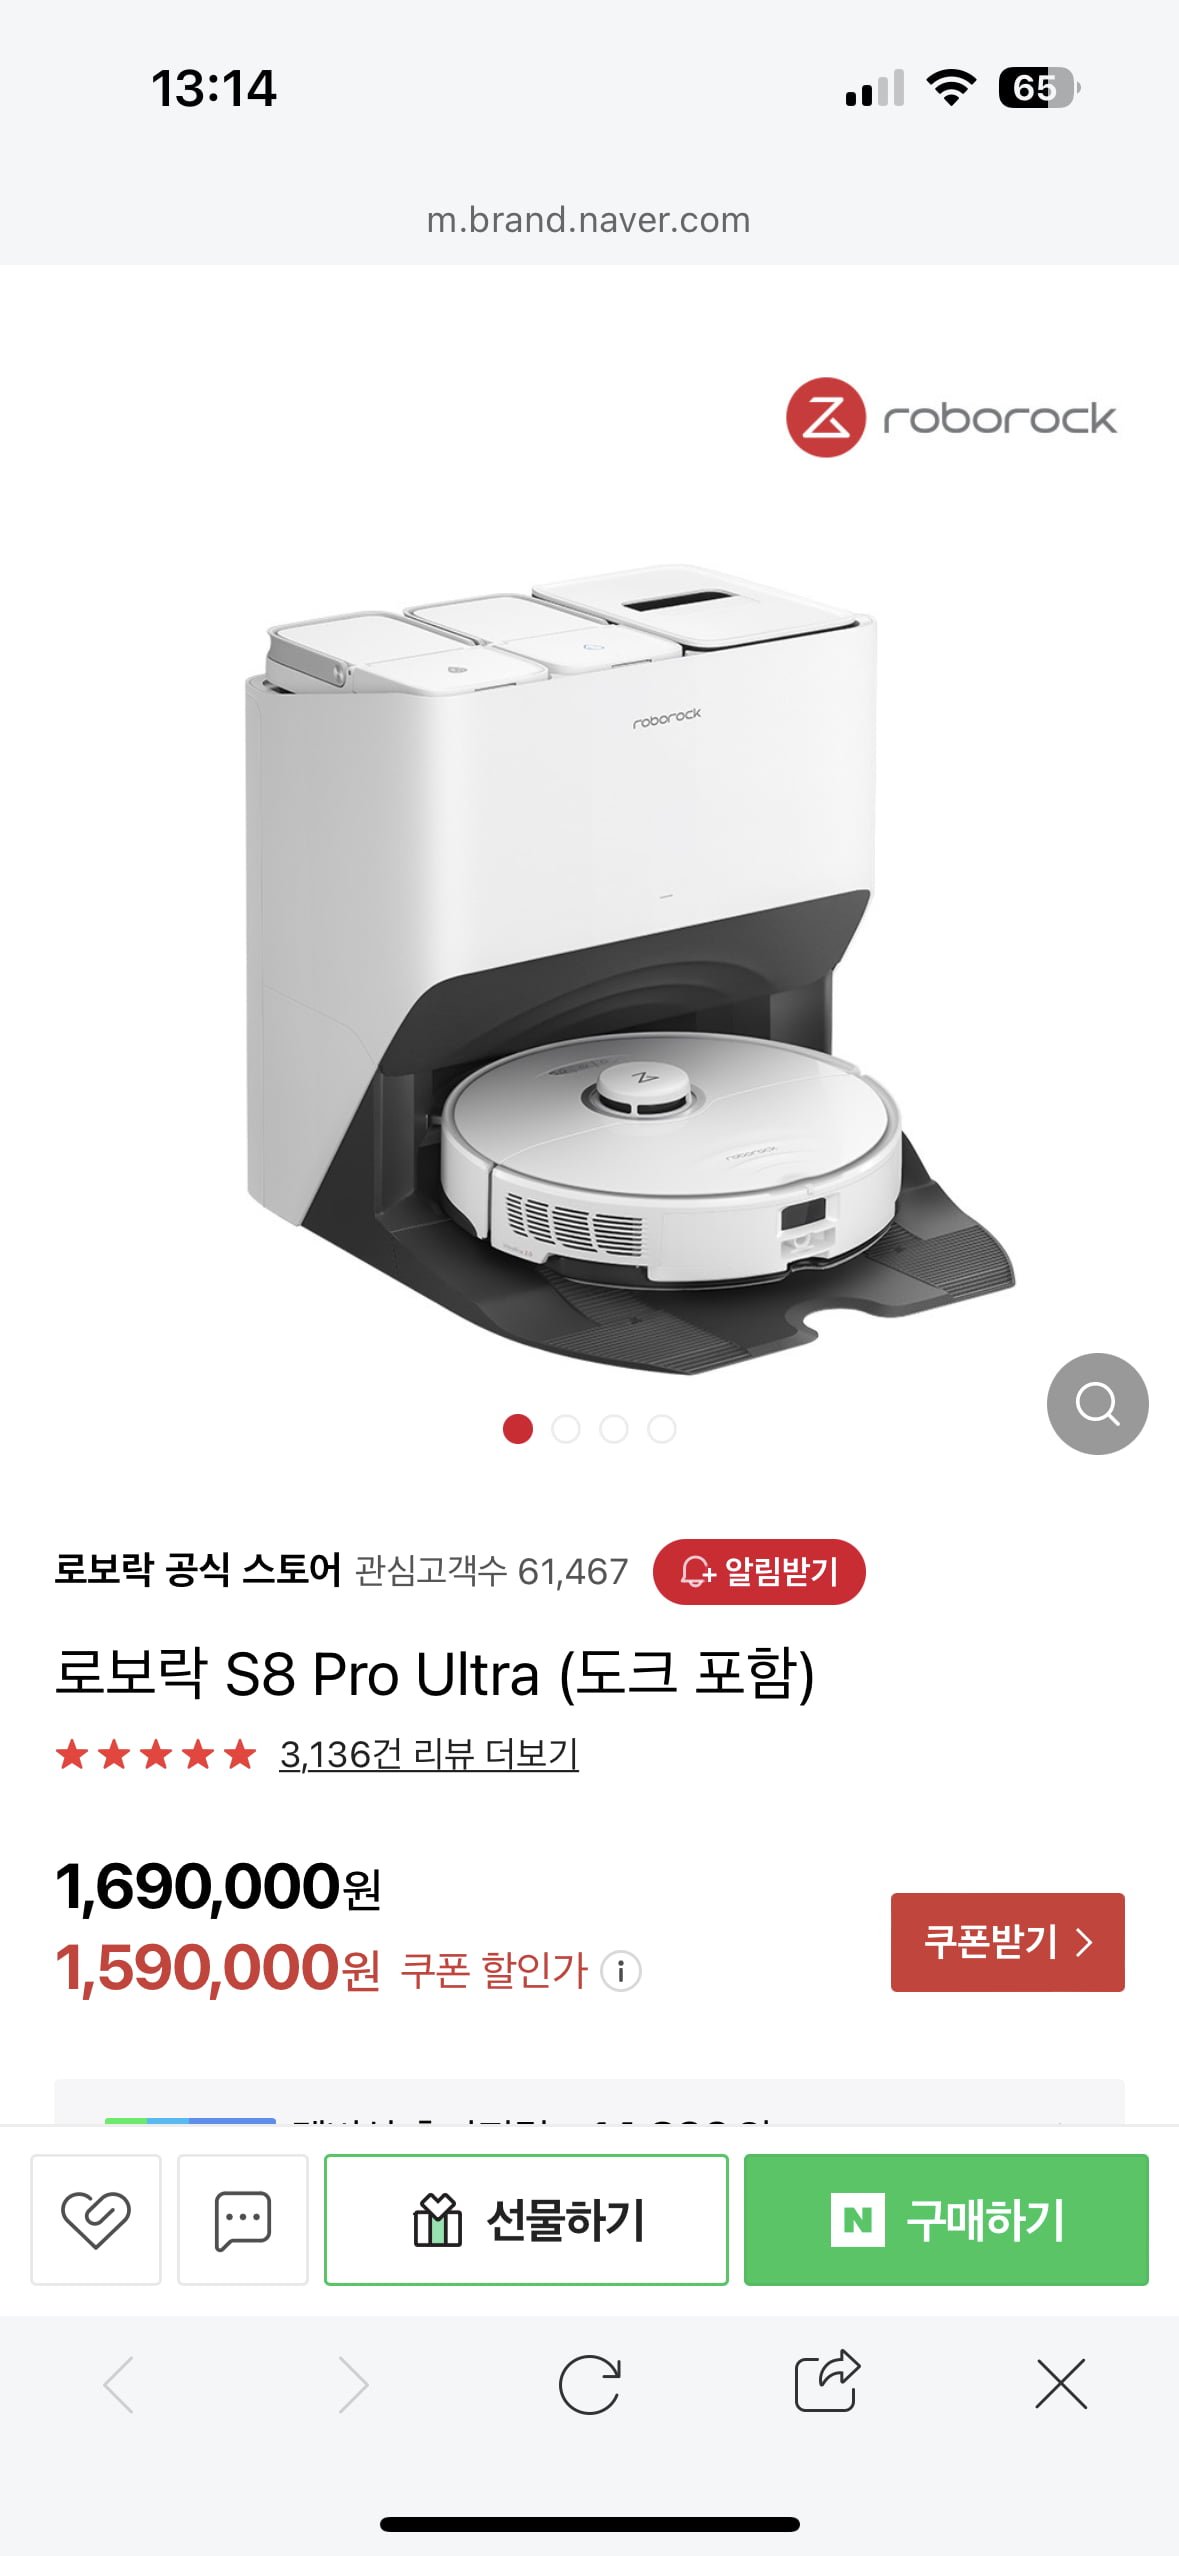 13:14
65
m.brand.naver.com
roborock
roborock
roborock
로보락 공식 스토어 관심고객수 61,467 알림받기
로보락 S8 Pro Ultra (도크 포함)
3,136건 리뷰 더보기
1,690,000원
1,590,000원 쿠폰 할인가
쿠폰받기
선물하기
N 구매하기